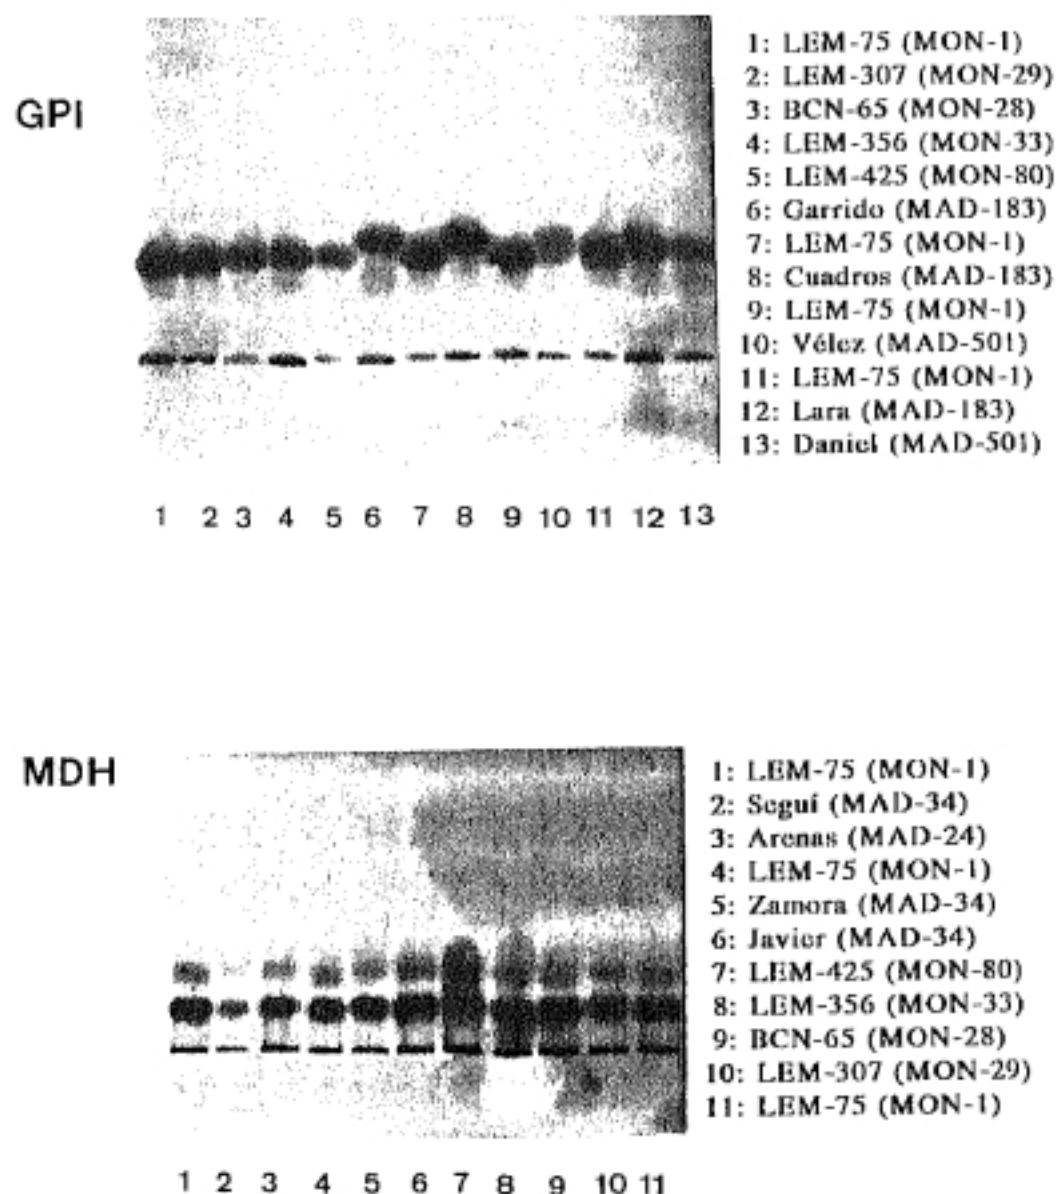 GPI
1: LEM-75 (MON-1)
2: LEM-307 (MON-29)
3: BCN-65 (MON-28)
4: LEM-356 (MON-33)
5: LEM-425 (MON-80)
6: Garrido (MAD-183)
7: LEM-75 (MON-1)
8: Cuadros (MAD-183)
9: LEM-75 (MON-1)
10: Vélez (MAD-501)
11: LEM-75 (MON-1)
12: Lara (MAD-183)
13: Daniel (MAD-501)
1 2 3 4 5 6 7 8 9 10 11 12 13
MDH
1: LEM-75 (MON-1)
2: Seguí (MAD-34)
3: Arenas (MAD-24)
4: LEM-75 (MON-1)
5: Zamora (MAD-34)
6: Javier (MAD-34)
7: LEM-425 (MON-80)
8: LEM-356 (MON-33)
9: BCN-65 (MON-28)
10: LEM-307 (MON-29)
11: LEM-75 (MON-1)
1 2 3 4 5 6 7 8 9 10 11